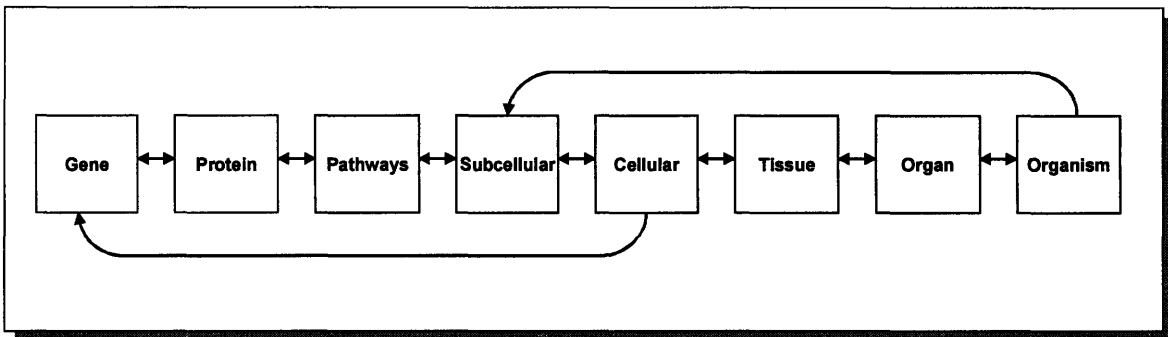 Gene
Protein
Pathways
Subcellular
Cellular
Tissue
Organ
Organism